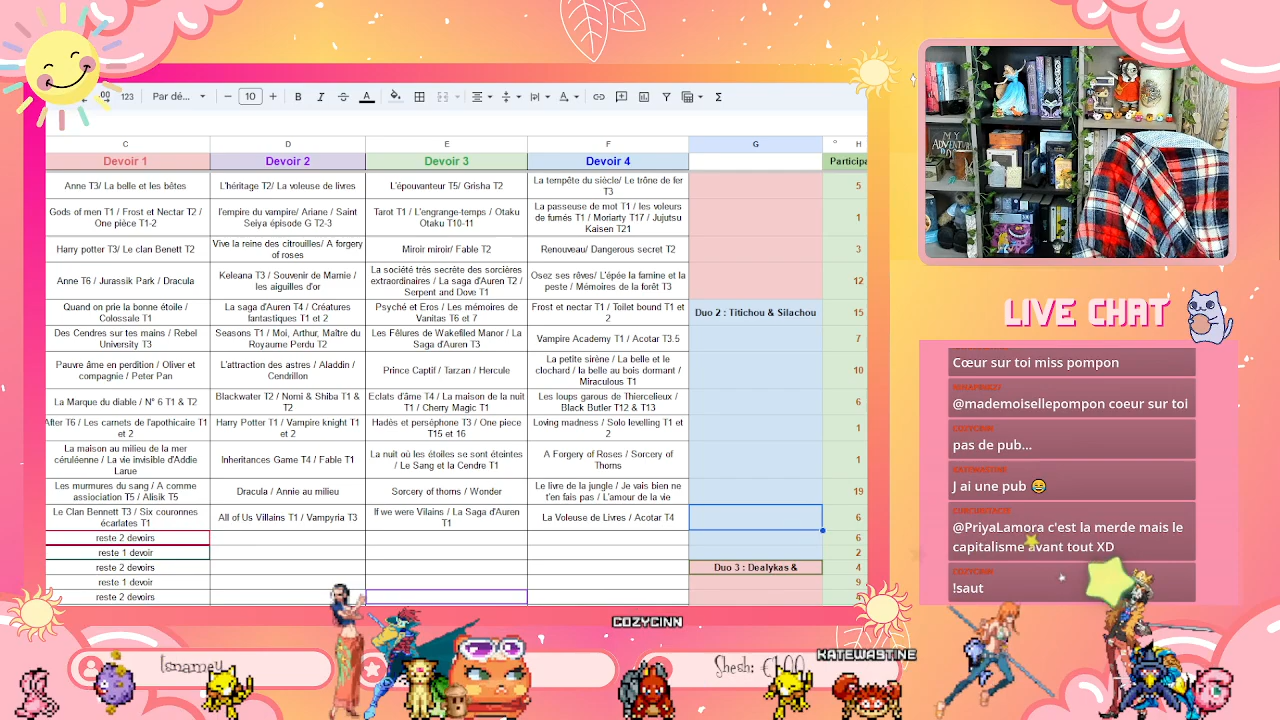 123 Par dé... 10 B I A Σ
C D E F G H
Devoir 1 Devoir 2 Devoir 3 Devoir 4 Participa
Anne T3/ La belle et les bêtes
L'héritage T2/ La voleuse de livres
L'épouvanteur T5/ Grisha T2
La tempête du siècle/ Le trône de fer
T3
5
Gods of men T1 / Frost et Nectar T2 /
One pièce T1-2
l'empire du vampire/ Ariane / Saint
Seiya épisode G T2-3
Tarot T1 / L'engrange-temps / Otaku
Otaku T10-11
La passeuse de mot T1 / les voleurs
de fumés T1 / Moriarty T17 / Jujutsu
Kaisen T21
1
Harry potter T3/ Le clan Benett T2
Vive la reine des citrouilles/ A forgery
of roses
Miroir miroir/ Fable T2
Renouveau/ Dangerous secret T2
3
Anne T6 / Jurassik Park / Dracula
Keleana T3 / Souvenir de Mamie /
les aiguilles d'or
La société très secrète des sorcières
extraordinaires / La saga d'Auren T2 /
Serpent and Dove T1
Osez ses rêves/ L'épée la famine et la
peste / Mémoires de la forêt T3
12
Quand on prie la bonne étoile /
Colossale T1
La saga d'Auren T4 / Créatures
fantastiques T1 et 2
Psyché et Eros / Les mémoires de
Vanitas T6 et 7
Frost et nectar T1 / Toilet bound T1 et
2
Duo 2 : Titichou & Silachou
15
Des Cendres sur tes mains / Rebel
University T3
Seasons T1 / Moi, Arthur, Maître du
Royaume Perdu T2
Les Fêlures de Wakefiled Manor / La
Saga d'Auren T3
Vampire Academy T1 / Acotar T3.5
7
Pauvre âme en perdition / Oliver et
compagnie / Peter Pan
L'attraction des astres / Aladdin /
Cendrillon
Prince Captif / Tarzan / Hercule
La petite sirène / La belle et le
clochard / la belle au bois dormant /
Miraculous T1
10
La Marque du diable / N° 6 T1 & T2
Blackwater T2 / Nora & Shiba T1 &
T2
Eclats d'âme T4 / La maison de la nuit
T1 / Cherry Magic T1
Les loups garous de Thiercelieux /
Black Butler T12 & T13
6
After T6 / Les carnets de l'apothicaire T1
et 2
Harry Potter T1 / Vampire knight T1
et 2
Hadès et perséphone T3 / One piece
T15 et 16
Loving madness / Solo levelling T1 et
2
1
La maison au milieu de la mer
céruléenne / La vie invisible d'Addie
Larue
Inheritances Game T4 / Fable T1
La nuit où les étoiles se sont éteintes
/ Le Sang et la Cendre T1
A Forgery of Roses / Sorcery of
Thorns
1
Les murmures du sang / A comme
assiociation T5 / Alisik T5
Dracula / Annie au milieu
Sorcery of thorns / Wonder
Le livre de la jungle / Je vais bien ne
t'en fais pas / L'amour de la vie
19
Le Clan Bennett T3 / Six couronnes
écarlates T1
All of Us Villains T1 / Vampyria T3
If we were Vilains / La Saga d'Auren
T1
La Voleuse de Livres / Acotar T4
6
reste 2 devoirs 6
reste 1 devoir 2
reste 2 devoirs Duo 3 : Dealykas & 4
reste 1 devoir 9
reste 2 devoirs
MY
ADVENTURE
LIVE CHAT
Cœur sur toi miss pompon
@mademoisellepompon coeur sur toi
COZYCINN
pas de pub...
KATEWASTINE
J ai une pub
@PriyaLamora c'est la merde mais le
capitalisme avant tout XD
COZYCINN
!saut
COZYCINN
KATEWASTINE